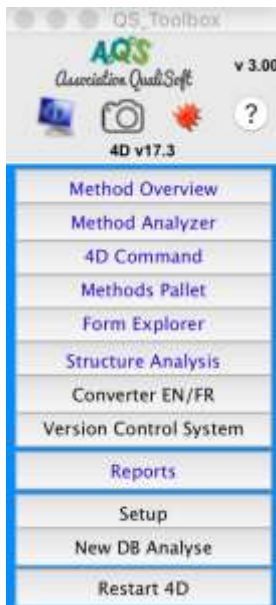 QS_Toolbox
AQS
Association QualiSoft
v 3.00
?
4D v17.3
Method Overview
Method Analyzer
4D Command
Methods Pallet
Form Explorer
Structure Analysis
Converter EN/FR
Version Control System
Reports
Setup
New DB Analyse
Restart 4D